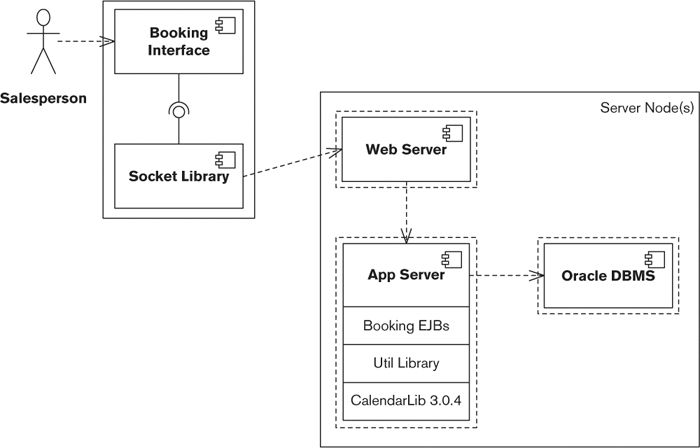 Booking
Interface
Salesperson
Socket Library
Server Node(s)
Web Server
App Server
Booking EJBs
Util Library
CalendarLib 3.0.4
Oracle DBMS